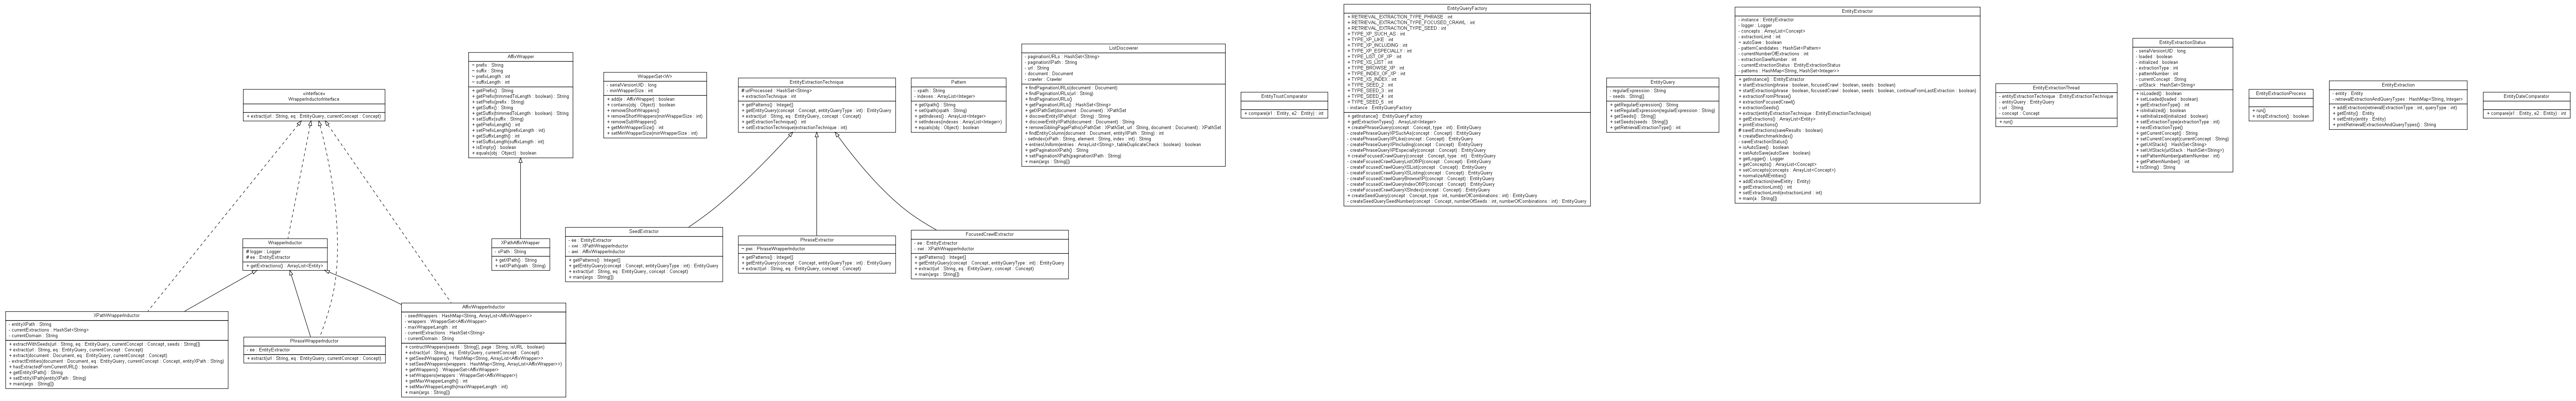 «interface»
WrapperInductorInterface
+ extract(url : String, eq : EntityQuery, currentConcept : Concept)
WrapperInductor
# logger : Logger
# ee : EntityExtractor
+ getExtractions() : ArrayList<Entity>
XPathWrapperInductor
- entityXPath : String
- currentExtractions : HashSet<String>
- currentDomain : String
+ extractWithSeeds(url : String, eq : EntityQuery, currentConcept : Concept, seeds : String[])
+ extract(url : String, eq : EntityQuery, currentConcept : Concept)
+ extract(document : Document, eq : EntityQuery, currentConcept : Concept)
- extractEntities(document : Document, eq : EntityQuery, currentConcept : Concept, entityXPath : String)
+ hasExtractedFromCurrentURL() : boolean
+ getEntityXPath() : String
+ setEntityXPath(entityXPath : String)
+ main(args : String[])
PhraseWrapperInductor
- ee : EntityExtractor
+ extract(url : String, eq : EntityQuery, currentConcept : Concept)
AffixWrapperInductor
- seedWrappers : HashMap<String, ArrayList<AffixWrapper>>
- wrappers : WrapperSet<AffixWrapper>
- maxWrapperLength : int
- currentExtractions : HashSet<String>
- currentDomain : String
+ constructWrappers(seeds : String[], page : String, isURL : boolean)
+ extract(url : String, eq : EntityQuery, currentConcept : Concept)
+ getSeedWrappers() : HashMap<String, ArrayList<AffixWrapper>>
+ setSeedWrappers(wrappers : HashMap<String, ArrayList<AffixWrapper>>)
+ getWrappers() : WrapperSet<AffixWrapper>
+ setWrappers(wrappers : WrapperSet<AffixWrapper>)
+ getMaxWrapperLength() : int
+ setMaxWrapperLength(maxWrapperLength : int)
+ main(args : String[])
AffixWrapper
~ prefix : String
~ suffix : String
~ prefixLength : int
~ suffixLength : int
+ getPrefix() : String
+ getPrefix(trimmedToLength : boolean) : String
+ setPrefix(prefix : String)
+ getSuffix() : String
+ getSuffix(trimmedToLength : boolean) : String
+ setSuffix(suffix : String)
+ getPrefixLength() : int
+ setPrefixLength(prefixLength : int)
+ getSuffixLength() : int
+ setSuffixLength(suffixLength : int)
+ isEmpty() : boolean
+ equals(obj : Object) : boolean
XPathAffixWrapper
- xPath : String
+ getXPath() : String
+ setXPath(path : String)
WrapperSet<W>
- serialVersionUID : long
- minWrapperSize : int
+ add(e : AffixWrapper) : boolean
+ contains(obj : Object) : boolean
+ removeShortWrappers()
+ removeShortWrappers(minWrapperSize : int)
+ removeSubWrappers()
+ getMinWrapperSize() : int
+ setMinWrapperSize(minWrapperSize : int)
EntityExtractionTechnique
# urlProcessed : HashSet<String>
+ extractionTechnique : int
+ getPatterns() : Integer[]
+ getEntityQuery(concept : Concept, entityQueryType : int) : EntityQuery
+ extract(url : String, eq : EntityQuery, concept : Concept)
+ getExtractionTechnique() : int
+ setExtractionTechnique(extractionTechnique : int)
SeedExtractor
- ee : EntityExtractor
- xwi : XPathWrapperInductor
- awi : AffixWrapperInductor
+ getPatterns() : Integer[]
+ getEntityQuery(concept : Concept, entityQueryType : int) : EntityQuery
+ extract(url : String, eq : EntityQuery, concept : Concept)
+ main(args : String[])
PhraseExtractor
~ pwi : PhraseWrapperInductor
+ getPatterns() : Integer[]
+ getEntityQuery(concept : Concept, entityQueryType : int) : EntityQuery
+ extract(url : String, eq : EntityQuery, concept : Concept)
FocusedCrawlExtractor
- ee : EntityExtractor
- xwi : XPathWrapperInductor
+ getPatterns() : Integer[]
+ getEntityQuery(concept : Concept, entityQueryType : int) : EntityQuery
+ extract(url : String, eq : EntityQuery, concept : Concept)
+ main(args : String[])
Pattern
- xpath : String
- indexes : ArrayList<Integer>
+ getXpath() : String
+ setXpath(xpath : String)
+ getIndexes() : ArrayList<Integer>
+ setIndexes(indexes : ArrayList<Integer>)
+ equals(obj : Object) : boolean
ListDiscoverer
- paginationURLs : HashSet<String>
- paginationXPath : String
- url : String
- document : Document
- crawler : Crawler
+ findPaginationURLs(document : Document)
+ findPaginationURLs(url : String)
+ findPaginationURLs()
+ getPaginationURLs() : HashSet<String>
+ getXPathSet(document : Document) : XPathSet
+ discoverEntityXPath(url : String) : String
+ discoverEntityXPath(document : Document) : String
+ removeSiblingPagePaths(xPathSet : XPathSet, url : String, document : Document) : XPathSet
+ findEntityColumn(document : Document, entityXPath : String) : int
- setIndex(xPath : String, element : String, index : int) : String
+ entriesUniform(entries : ArrayList<String>, tableDuplicateCheck : boolean) : boolean
+ getPaginationXPath() : String
+ setPaginationXPath(paginationXPath : String)
+ main(args : String[])
EntityTrustComparator
+ compare(e1 : Entity, e2 : Entity) : int
EntityQueryFactory
+ RETRIEVAL_EXTRACTION_TYPE_PHRASE : int
+ RETRIEVAL_EXTRACTION_TYPE_FOCUSED_CRAWL : int
+ RETRIEVAL_EXTRACTION_TYPE_SEED : int
+ TYPE_XP_SUCH_AS : int
+ TYPE_XP_LIKE : int
+ TYPE_XP_INCLUDING : int
+ TYPE_XP_ESPECIALLY : int
+ TYPE_LIST_OF_XP : int
+ TYPE_XS_LIST : int
+ TYPE_BROWSE_XP : int
+ TYPE_INDEX_OF_XP : int
+ TYPE_XS_INDEX : int
+ TYPE_SEED_2 : int
+ TYPE_SEED_3 : int
+ TYPE_SEED_4 : int
+ TYPE_SEED_5 : int
- instance : EntityQueryFactory
+ getInstance() : EntityQueryFactory
+ getExtractionTypes() : ArrayList<Integer>
+ createPhraseQuery(concept : Concept, type : int) : EntityQuery
- createPhraseQueryXPSuchAs(concept : Concept) : EntityQuery
- createPhraseQueryXPLike(concept : Concept) : EntityQuery
- createPhraseQueryXPIncluding(concept : Concept) : EntityQuery
- createPhraseQueryXPEspecially(concept : Concept) : EntityQuery
+ createFocusedCrawlQuery(concept : Concept, type : int) : EntityQuery
- createFocusedCrawlQueryListOfXP(concept : Concept) : EntityQuery
- createFocusedCrawlQueryXSList(concept : Concept) : EntityQuery
- createFocusedCrawlQueryXSListing(concept : Concept) : EntityQuery
- createFocusedCrawlQueryBrowseXP(concept : Concept) : EntityQuery
- createFocusedCrawlQueryIndexOfXP(concept : Concept) : EntityQuery
- createFocusedCrawlQueryXSIndex(concept : Concept) : EntityQuery
+ createSeedQuery(concept : Concept, type : int, numberOfCombinations : int) : EntityQuery
- createSeedQuerySeedNumber(concept : Concept, numberOfSeeds : int, numberOfCombinations : int) : EntityQuery
EntityQuery
- regularExpression : String
- seeds : String[]
+ getRegularExpression() : String
+ setRegularExpression(regularExpression : String)
+ getSeeds() : String[]
+ setSeeds(seeds : String[])
+ getRetrievalExtractionType() : int
EntityExtractor
- instance : EntityExtractor
- logger : Logger
- concepts : ArrayList<Concept>
- extractionLimit : int
~ autoSave : boolean
- patternCandidates : HashSet<Pattern>
- currentNumberOfExtractions : int
- extractionSaveNumber : int
- currentExtractionStatus : EntityExtractionStatus
- patterns : HashMap<String, HashSet<Integer>>
+ getInstance() : EntityExtractor
+ startExtraction(phrase : boolean, focusedCrawl : boolean, seeds : boolean)
+ startExtraction(phrase : boolean, focusedCrawl : boolean, seeds : boolean, continueFromLastExtraction : boolean)
+ extractionFromPhrase()
+ extractionFocusedCrawl()
+ extractionSeeds()
+ extract(entityExtractionTechnique : EntityExtractionTechnique)
+ getExtractions() : ArrayList<Entity>
+ printExtractions()
+ createBenchmarkIndex()
# saveExtractions(saveResults : boolean)
- saveExtractionStatus()
+ isAutoSave() : boolean
+ setAutoSave(autoSave : boolean)
+ getLogger() : Logger
+ getConcepts() : ArrayList<Concept>
+ setConcepts(concepts : ArrayList<Concept>)
+ normalizeAllEntities()
+ addExtraction(newEntity : Entity)
+ getExtractionLimit() : int
+ setExtractionLimit(extractionLimit : int)
+ main(a : String[])
EntityExtractionThread
- entityExtractionTechnique : EntityExtractionTechnique
- entityQuery : EntityQuery
- url : String
- concept : Concept
+ run()
EntityExtractionStatus
- serialVersionUID : long
- loaded : boolean
- initialized : boolean
- extractionType : int
- patternNumber : int
- currentConcept : String
- urlStack : HashSet<String>
+ isLoaded() : boolean
+ setLoaded(loaded : boolean)
+ isInitialized() : boolean
+ setInitialized(initialized : boolean)
+ getExtractionType() : int
+ setExtractionType(extractionType : int)
+ nextExtractionType()
+ getCurrentConcept() : String
+ setCurrentConcept(currentConcept : String)
+ getUrlStack() : HashSet<String>
+ setUrlStack(urlStack : HashSet<String>)
+ setPatternNumber(patternNumber : int)
+ getPatternNumber() : int
+ toString() : String
EntityExtractionProcess
+ run()
+ stopExtraction() : boolean
EntityExtraction
- entity : Entity
- retrievalExtractionAndQueryTypes : HashMap<String, Integer>
+ addExtraction(retrievalExtractionType : int, queryType : int)
+ getEntity() : Entity
+ setEntity(entity : Entity)
+ printRetrievalExtractionAndQueryTypes() : String
EntityDateComparator
+ compare(e1 : Entity, e2 : Entity) : int